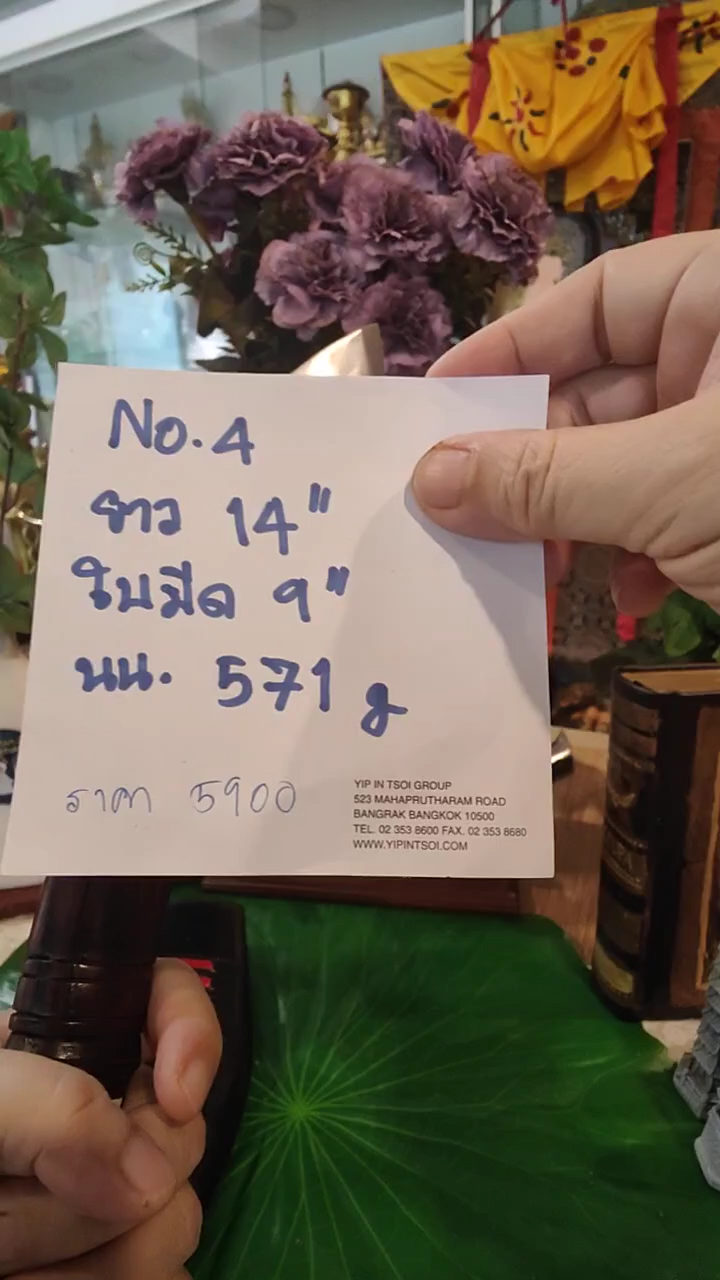 No.4
ยาว 14"
ใบมีด 9"
นน. 571 g
ราคา 5900
YIP IN TSOI GROUP
523 MAHAPRUTHARAM ROAD
BANGRAK BANGKOK 10500
TEL. 02 353 8600 FAX. 02 353 8680
WWW.YIPINTSOI.COM